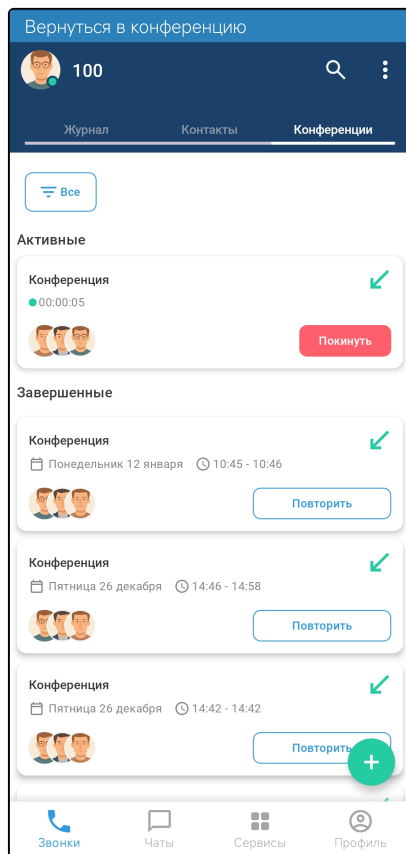 Вернуться в конференцию
100
Журнал Контакты Конференции
Все
Активные
Конференция
00:00:05
Покинуть
Завершенные
Конференция
Понедельник 12 января 10:45 - 10:46
Повторить
Конференция
Пятница 26 декабря 14:46 - 14:58
Повторить
Конференция
Пятница 26 декабря 14:42 - 14:42
Повторить
Звонки Чаты Сервисы Профиль